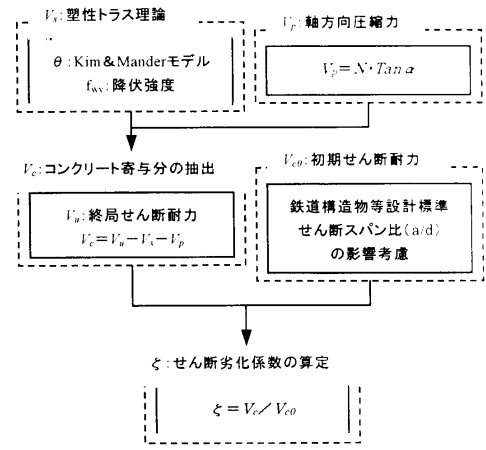 Vs:塑性トラス理論
θ:Kim&Manderモデル
fwy:降伏強度
Vp:軸方向圧縮力
Vp=N・Tanα
Vc:コンクリート寄与分の抽出
Vu:終局せん断耐力
Vc=Vu-Vs-Vp
Vc0:初期せん断耐力
鉄道構造物等設計標準
せん断スパン比(a/d)
の影響考慮
ξ:せん断劣化係数の算定
ξ=Vc/Vc0